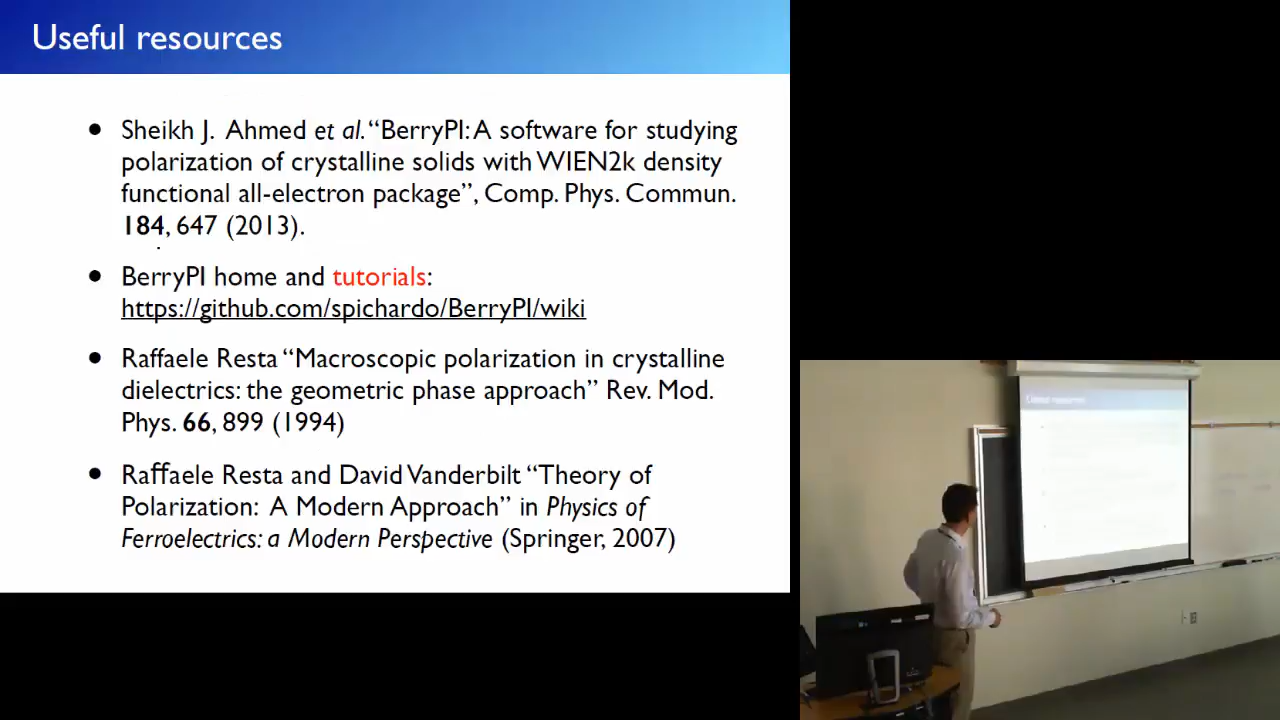 Useful resources
• Sheikh J. Ahmed et al. “BerryPI: A software for studying
polarization of crystalline solids with WIEN2k density
functional all-electron package”, Comp. Phys. Commun.
184, 647 (2013).
• BerryPI home and tutorials:
https://github.com/spichardo/BerryPI/wiki
• Raffaele Resta “Macroscopic polarization in crystalline
dielectrics: the geometric phase approach” Rev. Mod.
Phys. 66, 899 (1994)
• Raffaele Resta and David Vanderbilt “Theory of
Polarization: A Modern Approach” in Physics of
Ferroelectrics: a Modern Perspective (Springer, 2007)
Useful resources